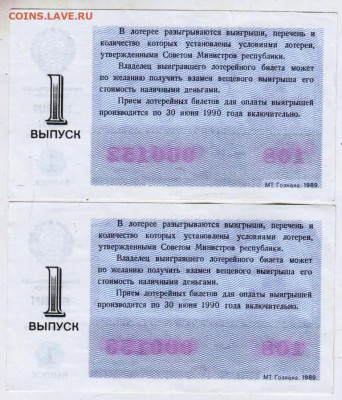 COINS.LAVE.RU
В лотерее разыгрываются выигрыши, перечень и
количество которых установлены условиями лотереи,
утвержденными Советом Министров республики.
Владелец выигравшего лотерейного билета может
по желанию получить взамен вещевого выигрыша его
стоимость наличными деньгами.
Прием лотерейных билетов для оплаты выигрышей
производится по 30 июня 1990 года включительно.
1
ВЫПУСК
МТ Гознака. 1989.
В лотерее разыгрываются выигрыши, перечень и
количество которых установлены условиями лотереи,
утвержденными Советом Министров республики.
Владелец выигравшего лотерейного билета может
по желанию получить взамен вещевого выигрыша его
стоимость наличными деньгами.
Прием лотерейных билетов для оплаты выигрышей
производится по 30 июня 1990 года включительно.
1
ВЫПУСК
МТ Гознака. 1989.